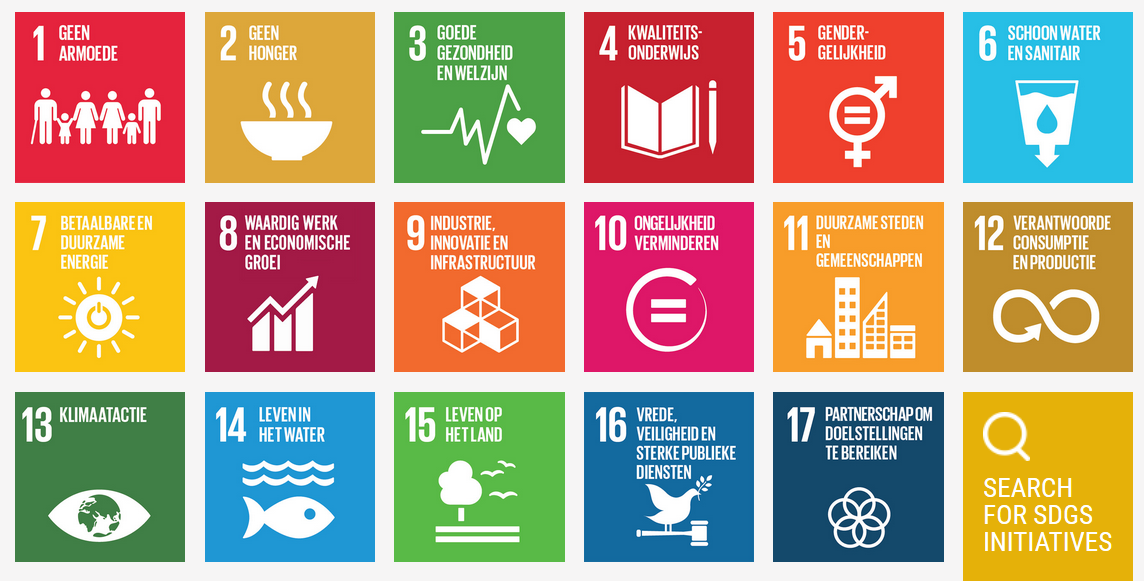 1 GEEN
ARMOEDE
2 GEEN
HONGER
3 GOEDE
GEZONDHEID
EN WELZIJN
4 KWALITEITS-
ONDERWIJS
5 GENDER-
GELIJKHEID
6 SCHOON WATER
EN SANITAIR
7 BETAALBARE EN
DUURZAME
ENERGIE
8 WAARDIG WERK
EN ECONOMISCHE
GROEI
9 INDUSTRIE,
INNOVATIE EN
INFRASTRUCTUUR
10 ONGELIJKHEID
VERMINDEREN
11 DUURZAME STEDEN
EN
GEMEENSCHAPPEN
12 VERANTWOORDE
CONSUMPTIE
EN PRODUCTIE
13 KLIMAATACTIE
14 LEVEN IN
HET WATER
15 LEVEN OP
HET LAND
16 VREDE,
VEILIGHEID EN
STERKE PUBLIEKE
DIENSTEN
17 PARTNERSCHAP OM
DOELSTELLINGEN
TE BEREIKEN
SEARCH
FOR SDGS
INITIATIVES